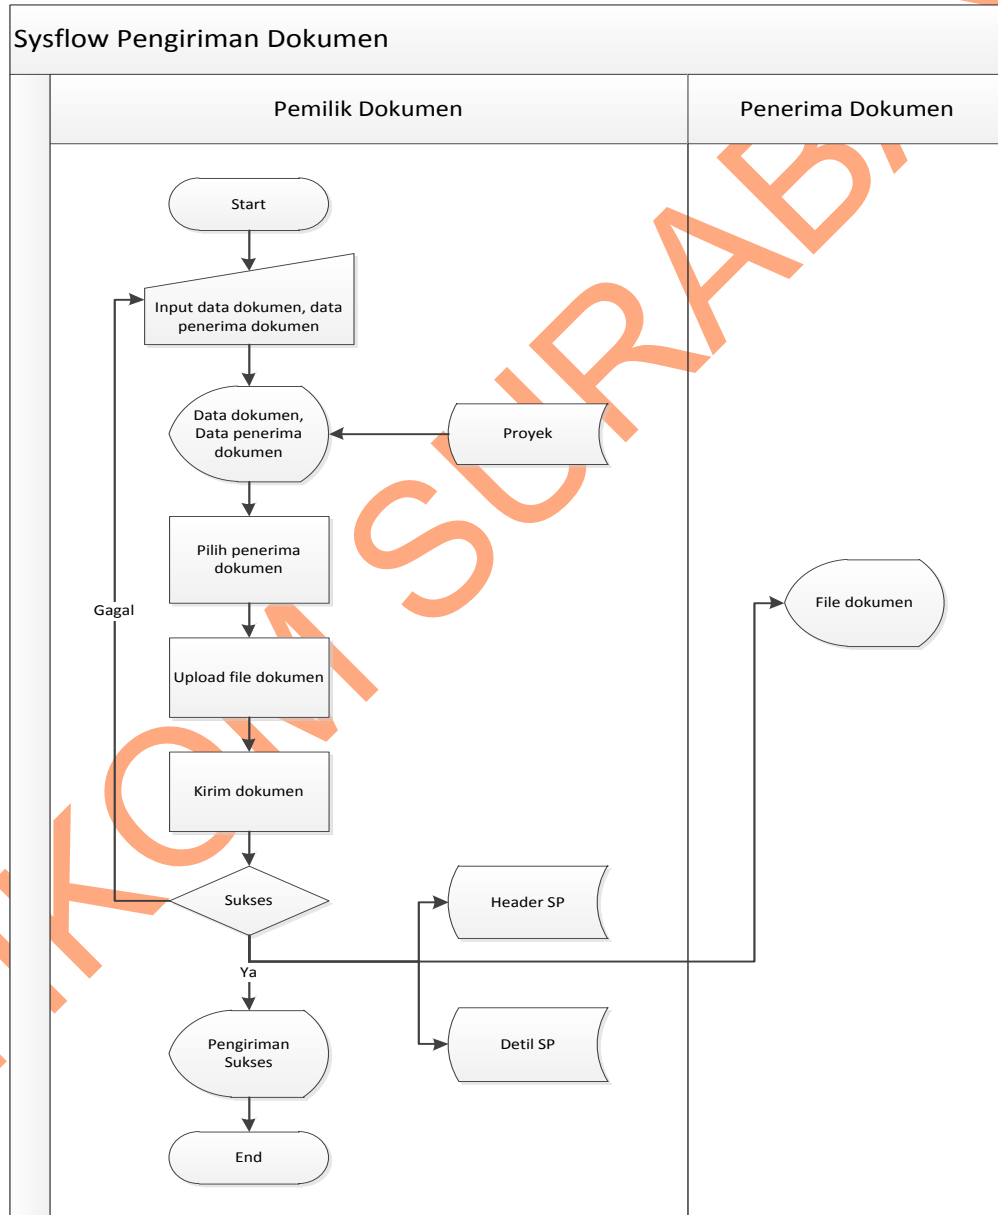 Sysflow Pengiriman Dokumen
Pemilik Dokumen
Penerima Dokumen
Start
Input data dokumen, data
penerima dokumen
Data dokumen,
Data penerima
dokumen
Proyek
Pilih penerima
dokumen
Gagal
File dokumen
Upload file dokumen
Kirim dokumen
Sukses
Header SP
Ya
Pengiriman
Sukses
Detil SP
End
IKOM SURABA